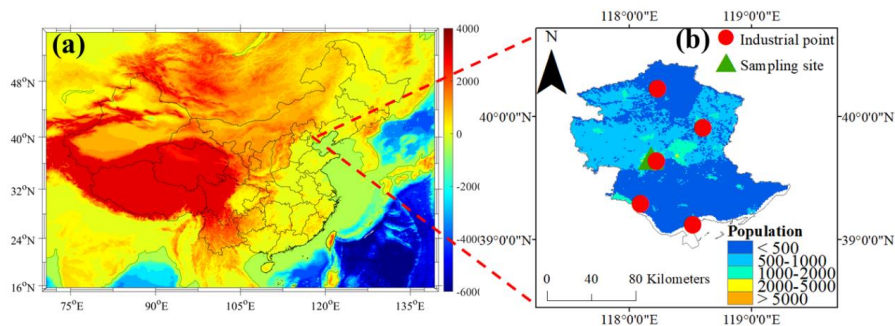 (a)
48°N
40°N
32°N
24°N
16°N
75°E
90°E
105°E
120°E
135°E
4000
2000
0
-2000
-4000
-6000
118°0'0"E 119°0'0"E
(b)
N
Industrial point
Sampling site
40°0'0"N
39°0'0"N
40°0'0"N
39°0'0"N
Population
< 500
500-1000
1000-2000
2000-5000
> 5000
0 40 80 Kilometers
118°0'0"E 119°0'0"E